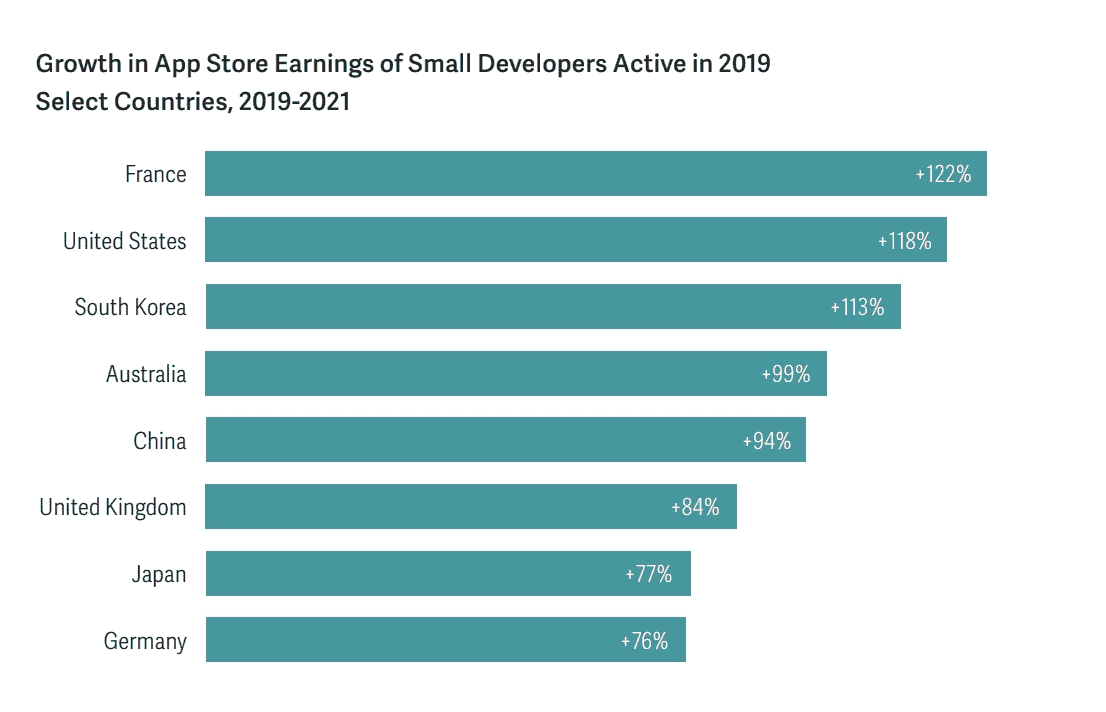 Growth in App Store Earnings of Small Developers Active in 2019
Select Countries, 2019-2021
France +122%
United States +118%
South Korea +113%
Australia +99%
China +94%
United Kingdom +84%
Japan +77%
Germany +76%